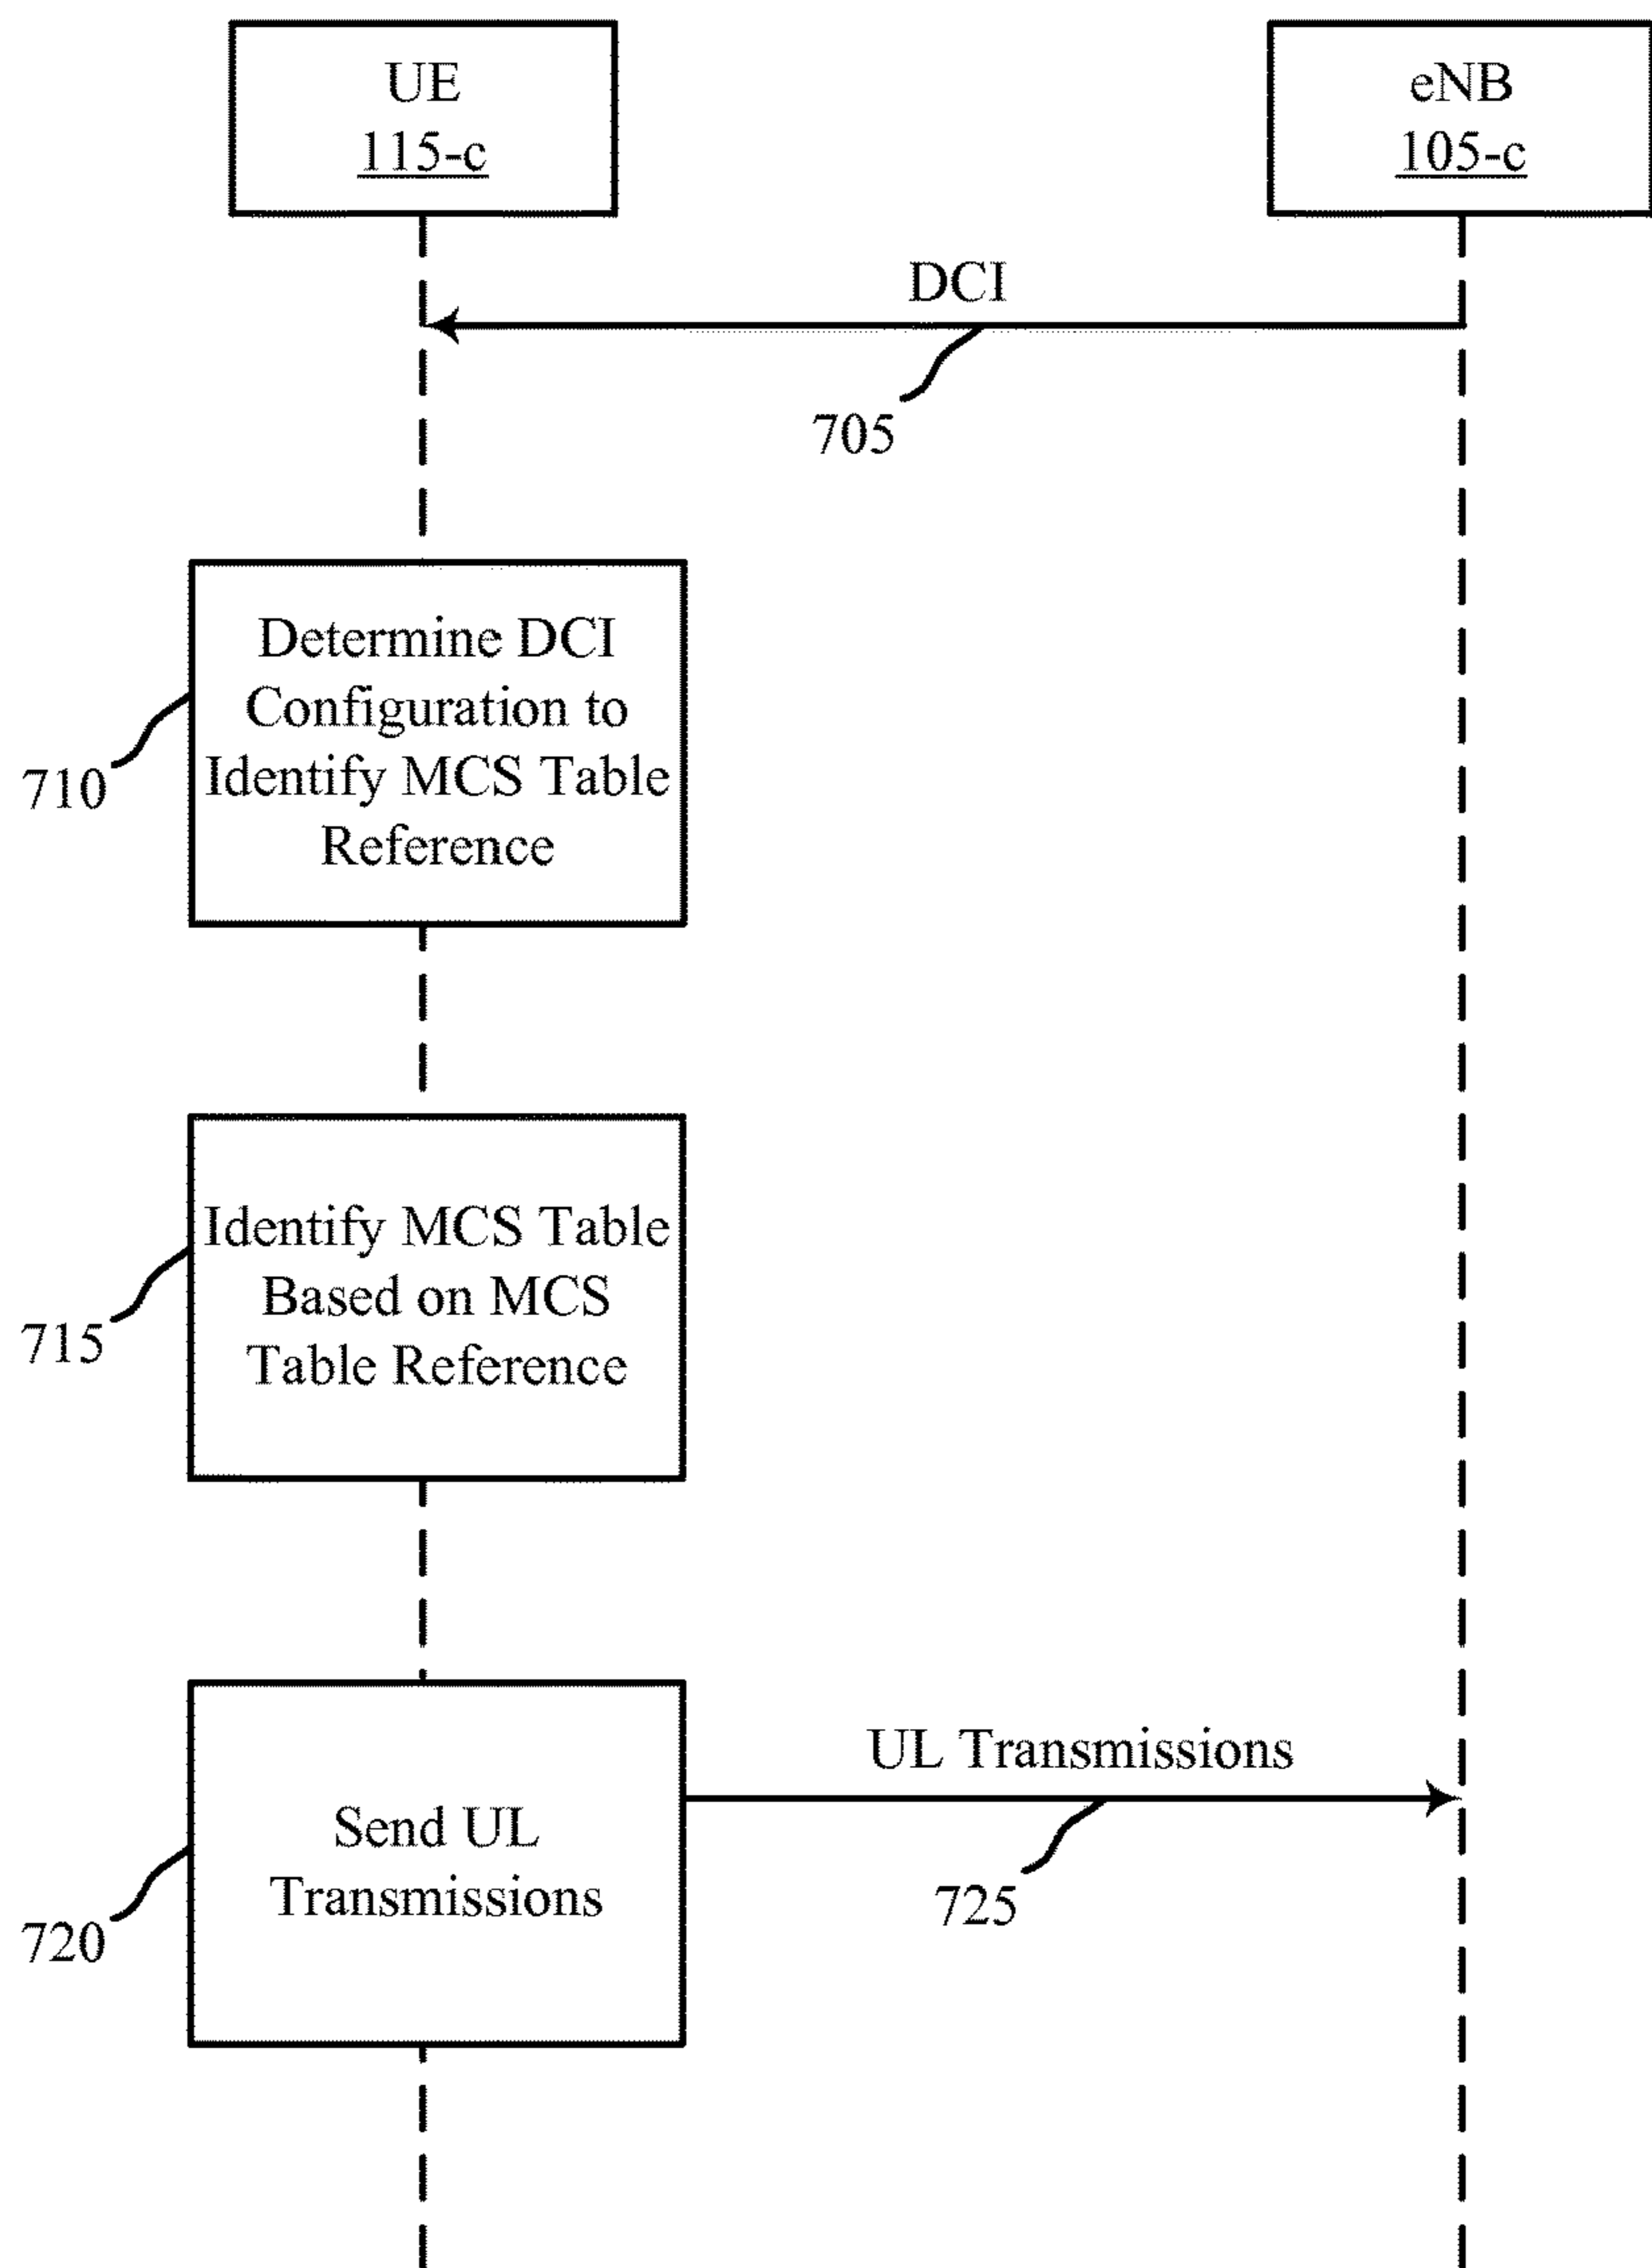 UE
115-c
eNB
105-c
DCI
705
Determine DCI
Configuration to
Identify MCS Table
Reference
710
Identify MCS Table
Based on MCS
Table Reference
715
UL Transmissions
Send UL
Transmissions
725
720